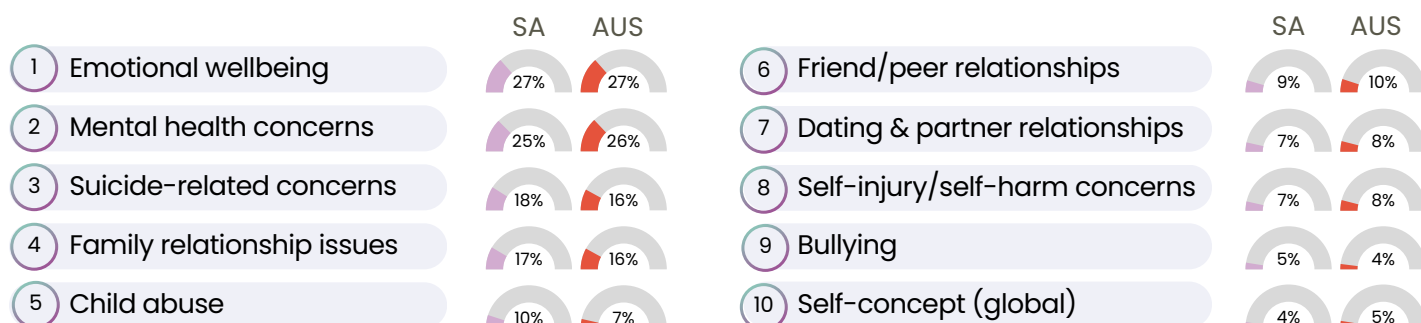 SA AUS
1 Emotional wellbeing 27% 27%
2 Mental health concerns 25% 26%
3 Suicide-related concerns 18% 16%
4 Family relationship issues 17% 16%
5 Child abuse 10% 7%
SA AUS
6 Friend/peer relationships 9% 10%
7 Dating & partner relationships 7% 8%
8 Self-injury/self-harm concerns 7% 8%
9 Bullying 5% 4%
10 Self-concept (global) 4% 5%